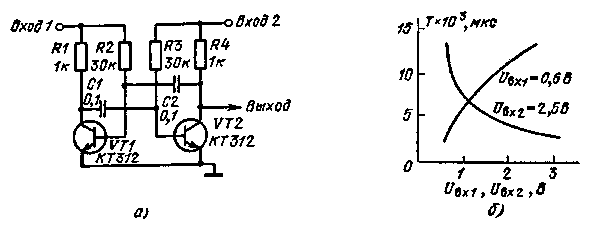 Вход 1
Вход 2
R1
1к
R2
30к
R3
30к
R4
1к
C1
0,1
C2
0,1
Выход
VT1
КТ312
VT2
КТ312
а)
T×10³, мкс
15
10
5
0
1
2
3
Uвх1=0,6В
Uвх2=2,5В
Uвх1, Uвх2, В
б)